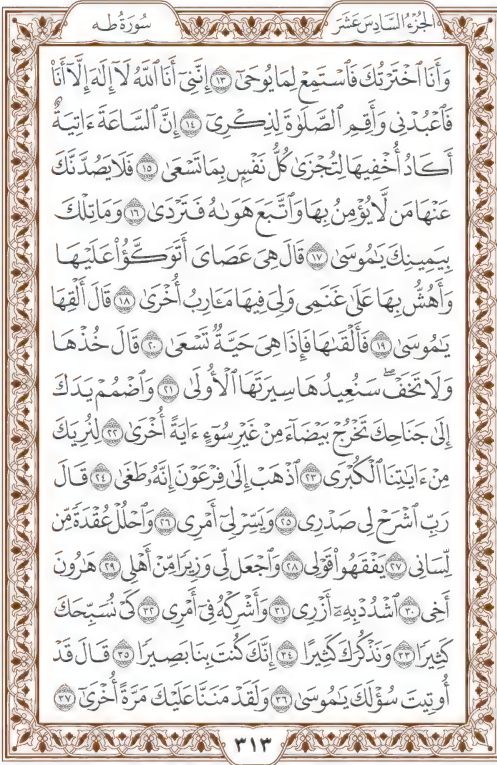 الجزء السادس عشر سورة طه
وَأَنَا ٱخۡتَرۡتُكَ فَٱسۡتَمِعۡ لِمَا يُوحَىٰٓ ١٣ إِنَّنِيٓ أَنَا ٱللَّهُ لَآ إِلَٰهَ إِلَّآ أَنَا۠
فَٱعۡبُدۡنِي وَأَقِمِ ٱلصَّلَوٰةَ لِذِكۡرِيٓ ١٤ إِنَّ ٱلسَّاعَةَ ءَاتِيَةٌ
أَكَادُ أُخۡفِيهَا لِتُجۡزَىٰ كُلُّ نَفۡسِۭ بِمَا تَسۡعَىٰ ١٥ فَلَا يَصُدَّنَّكَ
عَنۡهَا مَن لَّا يُؤۡمِنُ بِهَا وَٱتَّبَعَ هَوَىٰهُ فَتَرۡدَىٰ ١٦ وَمَا تِلۡكَ
بِيَمِينِكَ يَٰمُوسَىٰ ١٧ قَالَ هِيَ عَصَايَ أَتَوَكَّؤُاْ عَلَيۡهَا
وَأَهُشُّ بِهَا عَلَىٰ غَنَمِي وَلِيَ فِيهَا مَـَٔارِبُ أُخۡرَىٰ ١٨ قَالَ أَلۡقِهَا
يَٰمُوسَىٰ ١٩ فَأَلۡقَىٰهَا فَإِذَا هِيَ حَيَّةٞ تَسۡعَىٰ ٢٠ قَالَ خُذۡهَا
وَلَا تَخَفۡۖ سَنُعِيدُهَا سِيرَتَهَا ٱلۡأُولَىٰ ٢١ وَٱضۡمُمۡ يَدَكَ
إِلَىٰ جَنَاحِكَ تَخۡرُجۡ بَيۡضَآءَ مِنۡ غَيۡرِ سُوٓءٍ ءَايَةً أُخۡرَىٰ ٢٢ لِنُرِيَكَ
مِنۡ ءَايَٰتِنَا ٱلۡكُبۡرَى ٢٣ ٱذۡهَبۡ إِلَىٰ فِرۡعَوۡنَ إِنَّهُۥ طَغَىٰ ٢٤ قَالَ
رَبِّ ٱشۡرَحۡ لِي صَدۡرِي ٢٥ وَيَسِّرۡ لِيٓ أَمۡرِي ٢٦ وَٱحۡلُلۡ عُقۡدَةٗ مِّن
لِّسَانِي ٢٧ يَفۡقَهُواْ قَوۡلِي ٢٨ وَٱجۡعَل لِّي وَزِيرٗا مِّنۡ أَهۡلِي ٢٩ هَٰرُونَ
أَخِي ٣٠ ٱشۡدُدۡ بِهِۦٓ أَزۡرِي ٣١ وَأَشۡرِكۡهُ فِيٓ أَمۡرِي ٣٢ كَيۡ نُسَبِّحَكَ
كَثِيرٗا ٣٣ وَنَذۡكُرَكَ كَثِيرًا ٣٤ إِنَّكَ كُنتَ بِنَا بَصِيرٗا ٣٥ قَالَ قَدۡ
أُوتِيتَ سُؤۡلَكَ يَٰمُوسَىٰ ٣٦ وَلَقَدۡ مَنَنَّا عَلَيۡكَ مَرَّةً أُخۡرَىٰٓ ٣٧
٣١٣